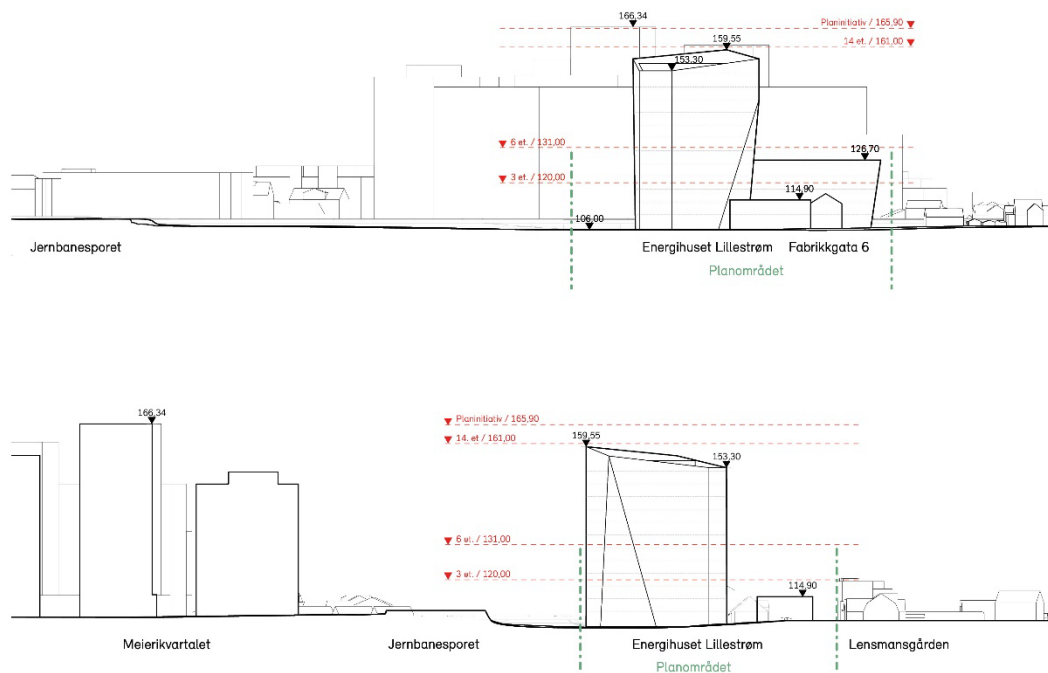 166,34
Planinitiativ / 165,90
159,55
14 et. / 161,00
153,30
6 et. / 131,00
126,70
3 et. / 120,00
114,90
106,00
Jernbanesporet
Energihuset Lillestrøm
Fabrikkgata 6
Planområdet
166,34
Planinitiativ / 165,90
14. et / 161,00
159,55
153,30
6 et. / 131,00
3 et. / 120,00
114,90
Meierikvartalet
Jernbanesporet
Energihuset Lillestrøm
Lensmansgården
Planområdet